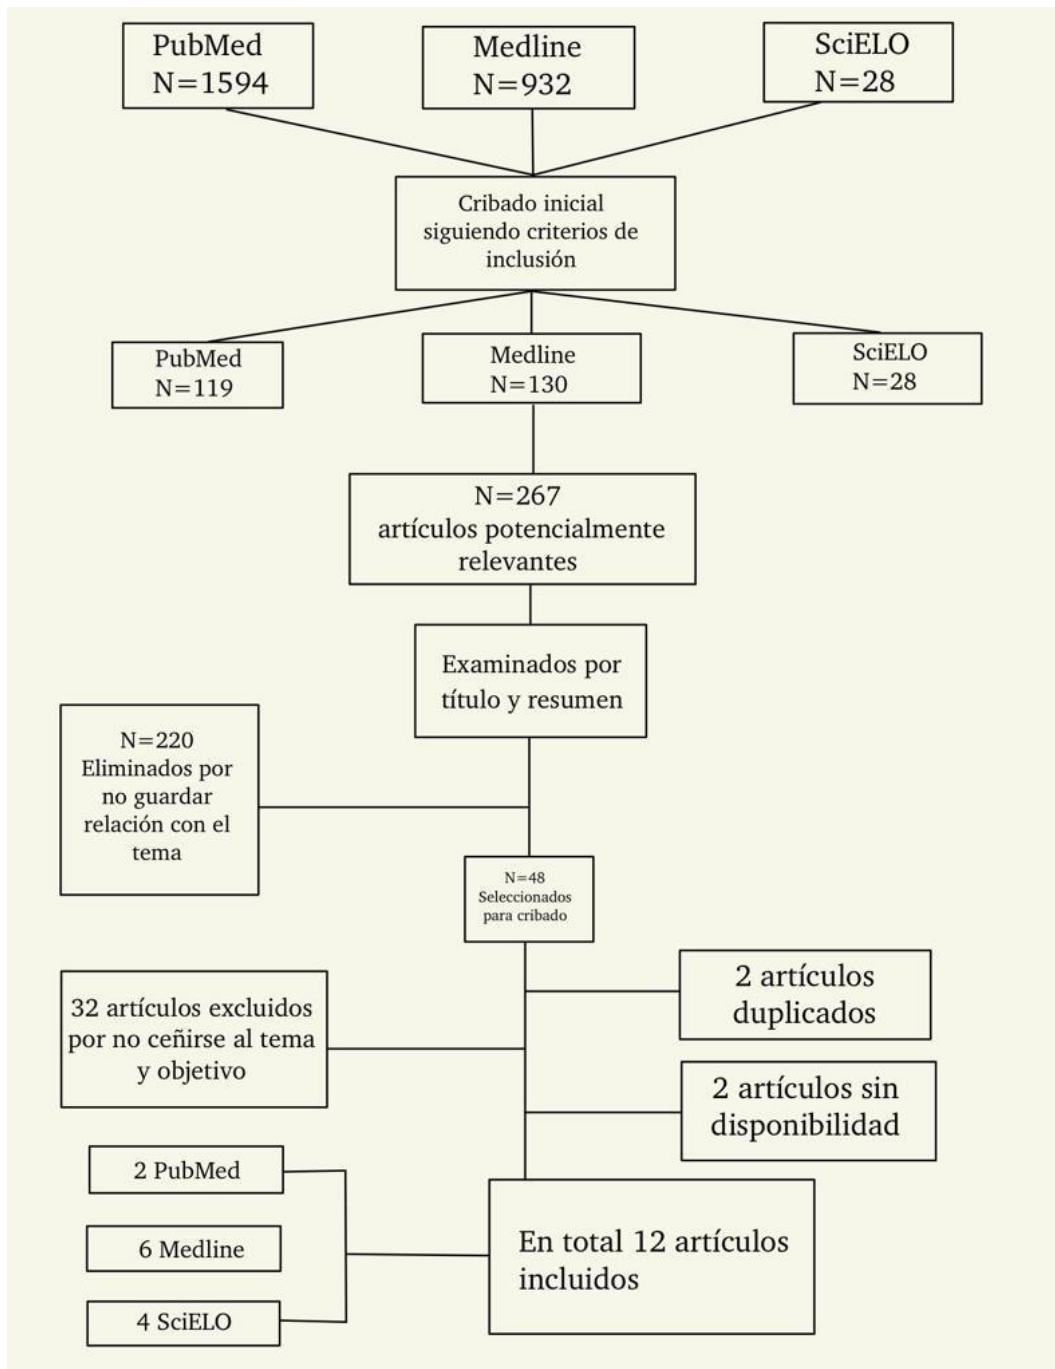 PubMed
N=1594
Medline
N=932
SciELO
N=28
Cribado inicial
siguiendo criterios de
inclusión
PubMed
N=119
Medline
N=130
SciELO
N=28
N=267
artículos potencialmente
relevantes
Examinados por
título y resumen
N=220
Eliminados por
no guardar
relación con el
tema
N=48
Seleccionados
para cribado
2 artículos
duplicados
32 artículos excluidos
por no ceñirse al tema
y objetivo
2 artículos sin
disponibilidad
2 PubMed
6 Medline
4 SciELO
En total 12 artículos
incluidos